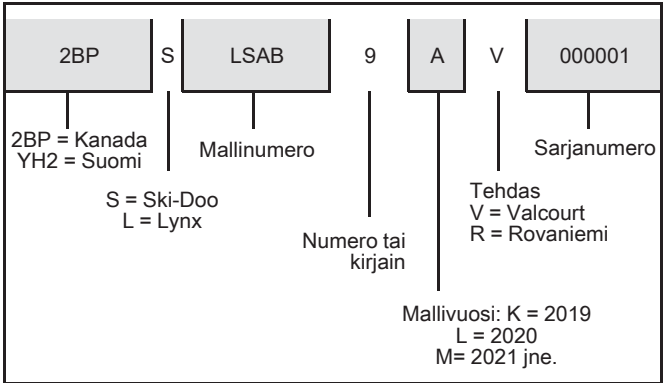 2BP S LSAB 9 A V 000001
2BP = Kanada
YH2 = Suomi
Mallinumero
Sarjanumero
S = Ski-Doo
L = Lynx
Tehdas
V = Valcourt
R = Rovaniemi
Numero tai
kirjain
Mallivuosi: K = 2019
L = 2020
M= 2021 jne.